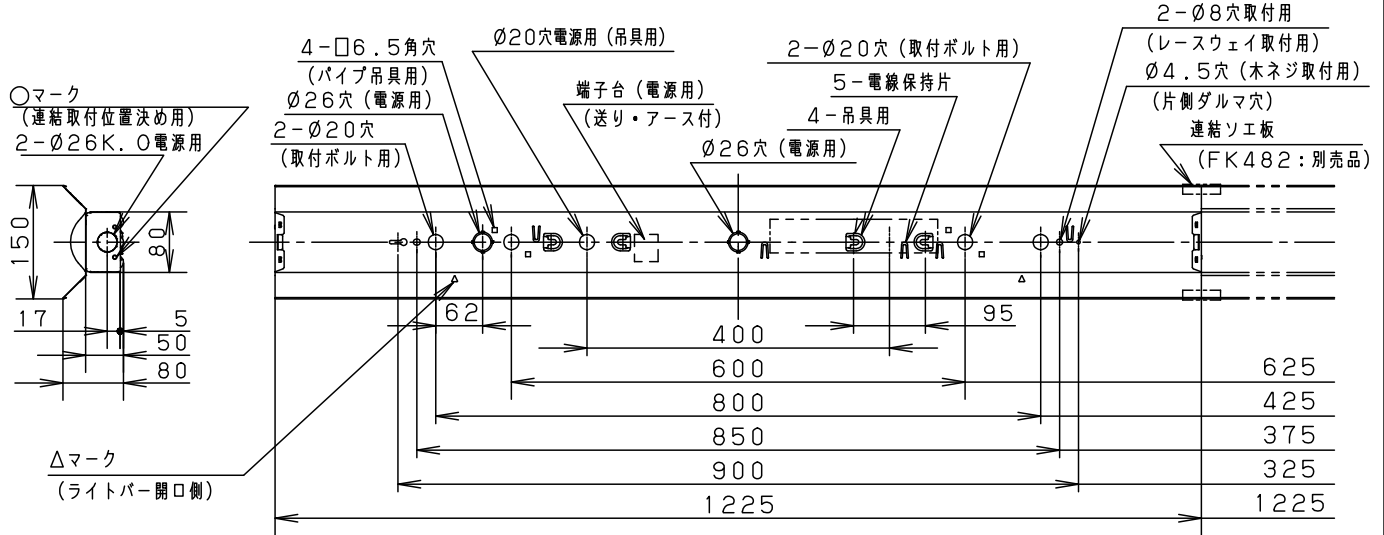 2-Ø8穴取付用
(レースウェイ取付用)
Ø20穴電源用(吊具用)
4-□6.5角穴
(パイプ吊具用)
2-Ø20穴(取付ボルト用)
Ø4.5穴(木ネジ取付用)
(片側ダルマ穴)
○マーク
(連結取付位置決め用)
2-Ø26K.O電源用
Ø26穴(電源用)
2-Ø20穴
(取付ボルト用)
端子台(電源用)
(送り・アース付)
5-電線保持片
4-吊具用
Ø26穴(電源用)
連結ソエ板
(FK482:別売品)
150
80
17
5
50
80
62
95
400
600
625
800
425
850
375
900
325
1225
1225
△マーク
(ライトバー開口側)